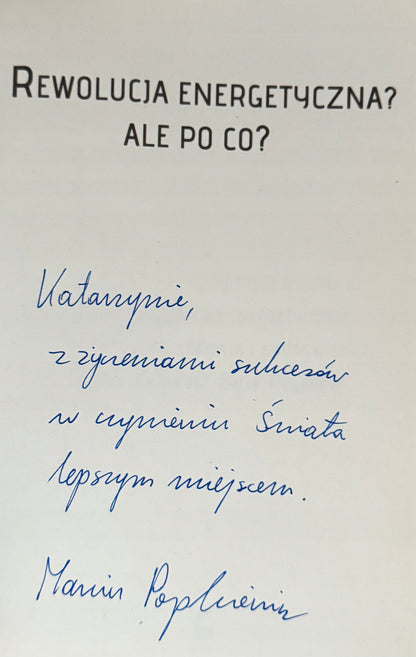 REWOLUCJA ENERGETYCZNA?
ALE PO CO?
Katarzynie,
z życzeniami sukcesów
w czynieniu Świata
lepszym miejscem.
Marcin Popkiewicz